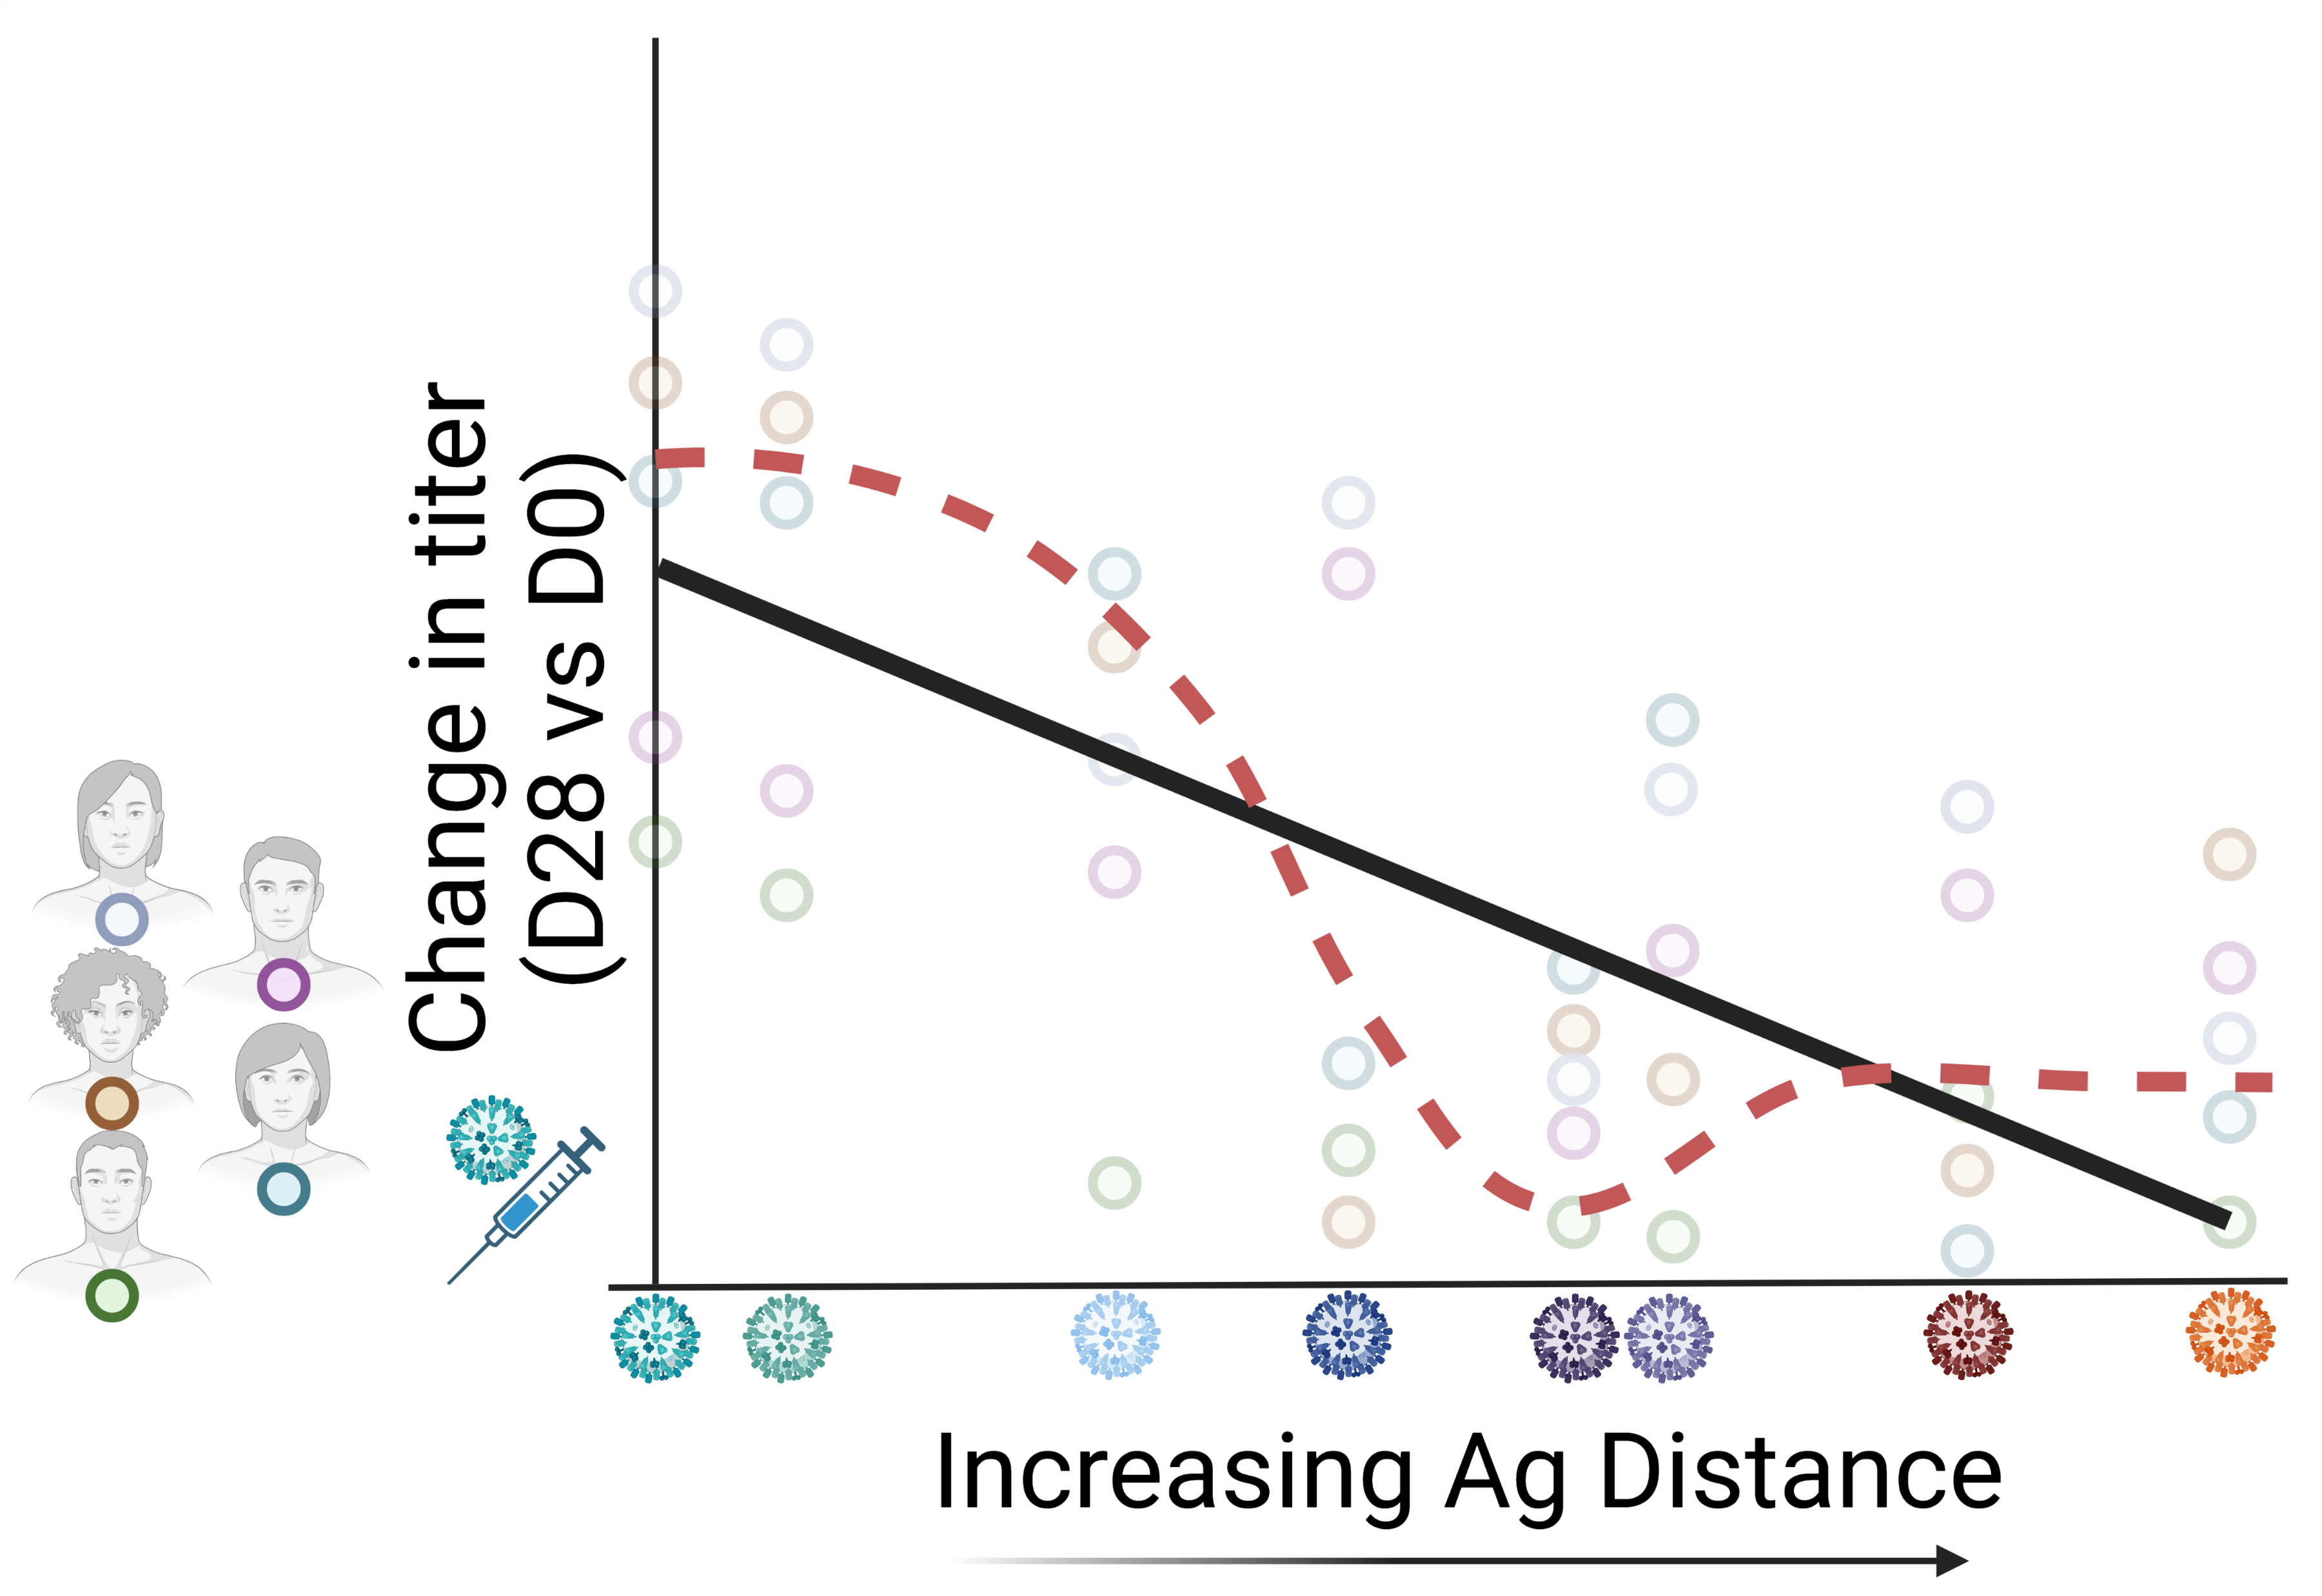 Change in titer
(D28 vs D0)
Increasing Ag Distance